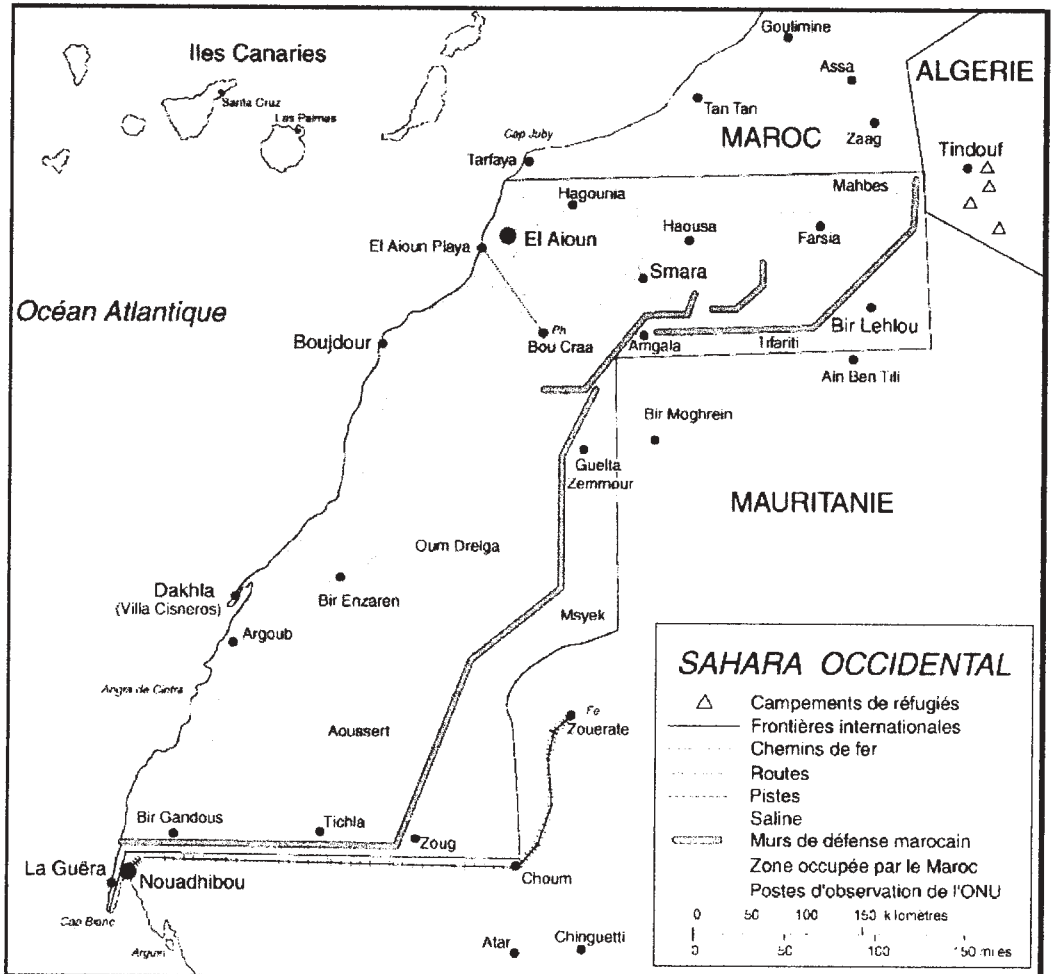 Iles Canaries
Santa Cruz
Las Palmas
Goulimine
Assa
ALGERIE
Tan Tan
Cap Juby
MAROC
Zaag
Tarfaya
Tindouf
Mahbes
Hagounia
El Aioun
Haousa
Farsia
El Aioun Playa
Smara
Océan Atlantique
Boujdour
Ph
Bou Craa
Amgala
Tifariti
Bir Lehlou
Ain Ben Tili
Bir Moghrein
Guelta
Zemmour
MAURITANIE
Oum Dreiga
Dakhla
(Villa Cisneros)
Bir Enzaren
Msyek
Argoub
Angra de Cintra
Aoussert
Fe
Zouerate
Bir Gandous
Tichla
Zoug
La Guëra
Nouadhibou
Choum
Cap Blanc
Arguin
Atar
Chinguetti
SAHARA OCCIDENTAL
Campements de réfugiés
Frontières internationales
Chemins de fer
Routes
Pistes
Saline
Murs de défense marocain
Zone occupée par le Maroc
Postes d'observation de l'ONU
0 50 100 150 kilomètres
0 50 100 150 miles